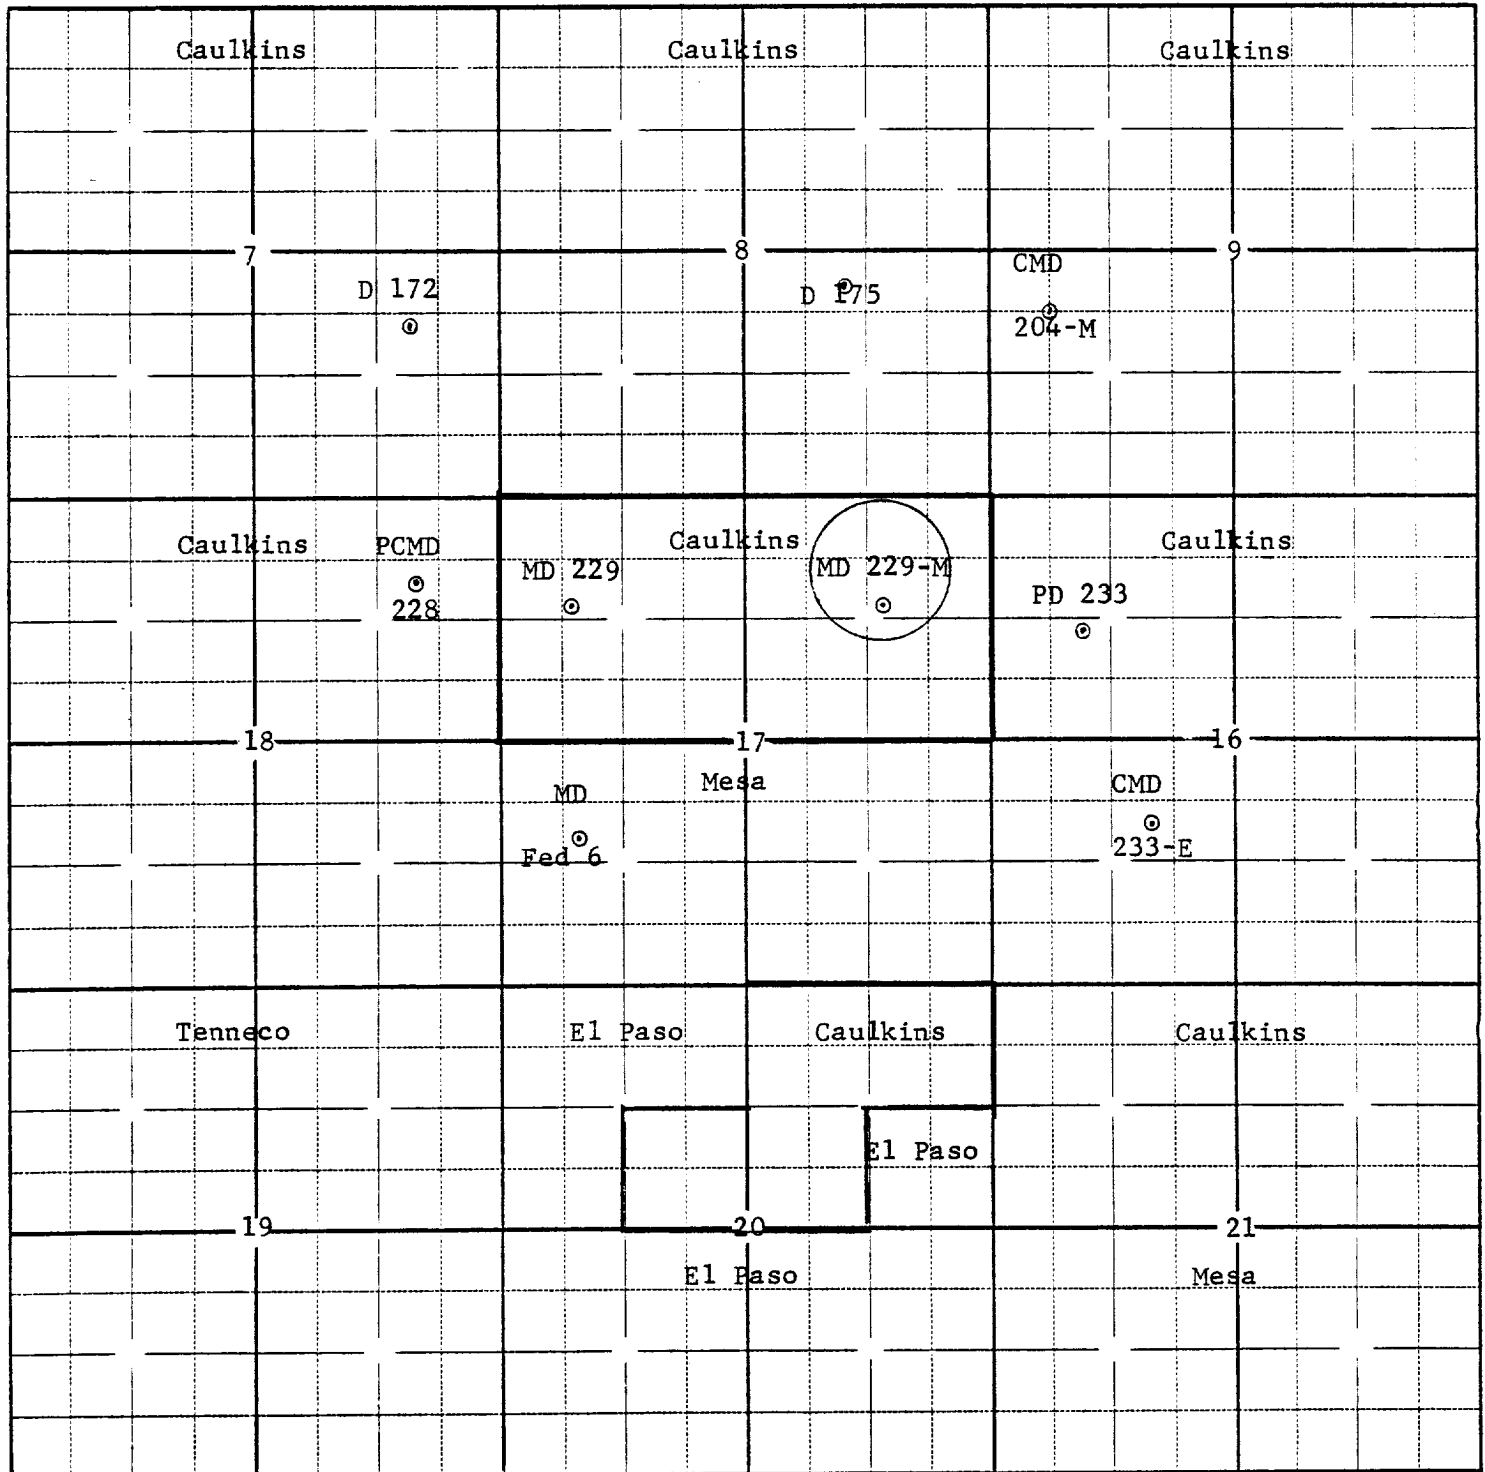 Caulkins
Caulkins
Caulkins
7
8
9
D 172
D 175
CMD
204-M
Caulkins
PCMD
228
MD 229
Caulkins
MD 229-M
Caulkins
PD 233
18
17
16
MD
Fed 6
Mesa
CMD
233-E
Tenneco
El Paso
Caulkins
Caulkins
El Paso
19
20
21
El Paso
Mesa